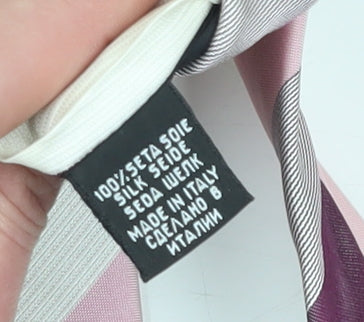 100% SETA SOIE
SILK SEIDE
SEDA ШЕЛК
MADE IN ITALY
СДЕЛАНО В
ИТАЛИИ